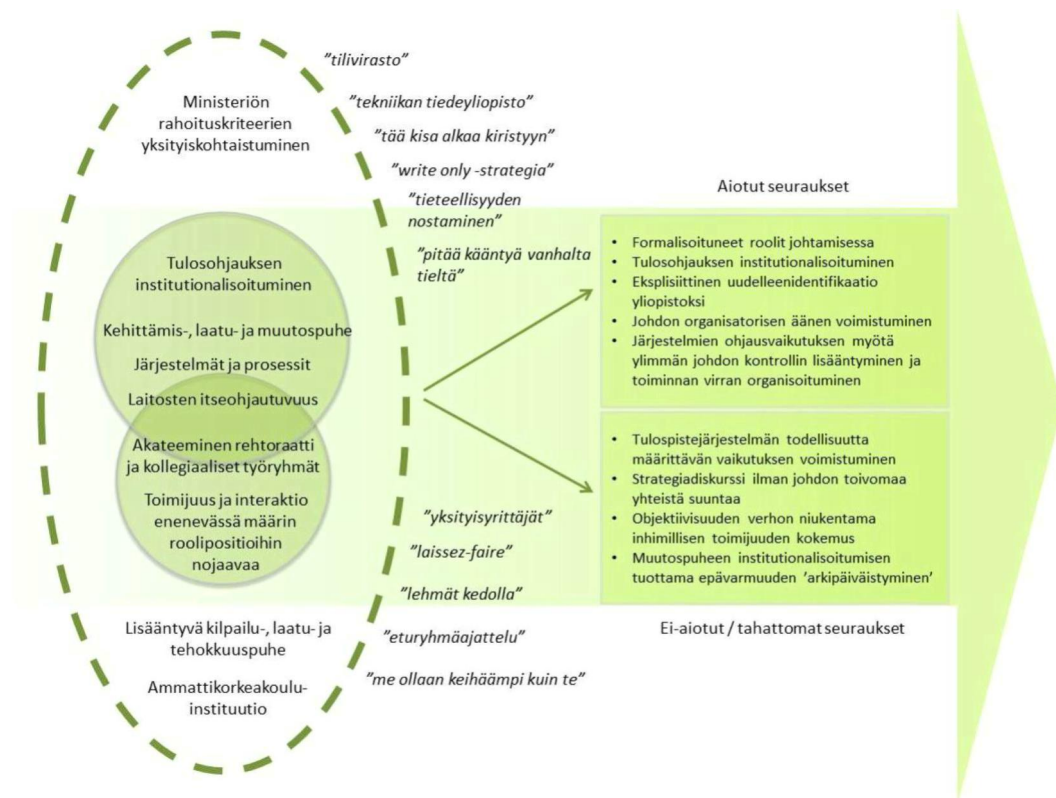 "tilivirasto"
Ministeriön
rahoituskriteerien
yksityiskohtaistuminen
"tekniikan tiedeyliopisto"
"tää kisa alkaa kiristyyn"
"write only -strategia"
"tieteellisyyden
nostaminen"
"pitää kääntyä vanhalta
tieltä"
Tulosohjauksen
institutionalisoituminen
Kehittämis-, laatu- ja muutospuhe
Järjestelmät ja prosessit
Laitosten itseohjautuvuus
Akateeminen rehtoraatti
ja kollegiaaliset työryhmät
Toimijuus ja interaktio
enenevässä määrin
roolipositioihin
nojaavaa
"yksityisyrittäjät"
"laissez-faire"
"lehmät kedolla"
"eturyhmäajattelu"
"me ollaan keihäämpi kuin te"
Lisääntyvä kilpailu-, laatu- ja
tehokkuuspuhe
Ammattikorkeakoulu-
instituutio
Aiotut seuraukset
• Formalisoituneet roolit johtamisessa
• Tulosohjauksen institutionalisoituminen
• Eksplisiittinen uudelleenidentifikaatio
yliopistoksi
• Johdon organisatorisen äänen voimistuminen
• Järjestelmien ohjausvaikutuksen myötä
ylimmän johdon kontrollin lisääntyminen ja
toiminnan virran organisoituminen
• Tulospistejärjestelmän todellisuutta
määrittävän vaikutuksen voimistuminen
• Strategiadiskurssi ilman johdon toivomaa
yhteistä suuntaa
• Objektiivisuuden verhon niukentama
inhimillisen toimijuuden kokemus
• Muutospuheen institutionalisoitumisen
tuottama epävarmuuden 'arkipäiväistyminen'
Ei-aiotut / tahattomat seuraukset